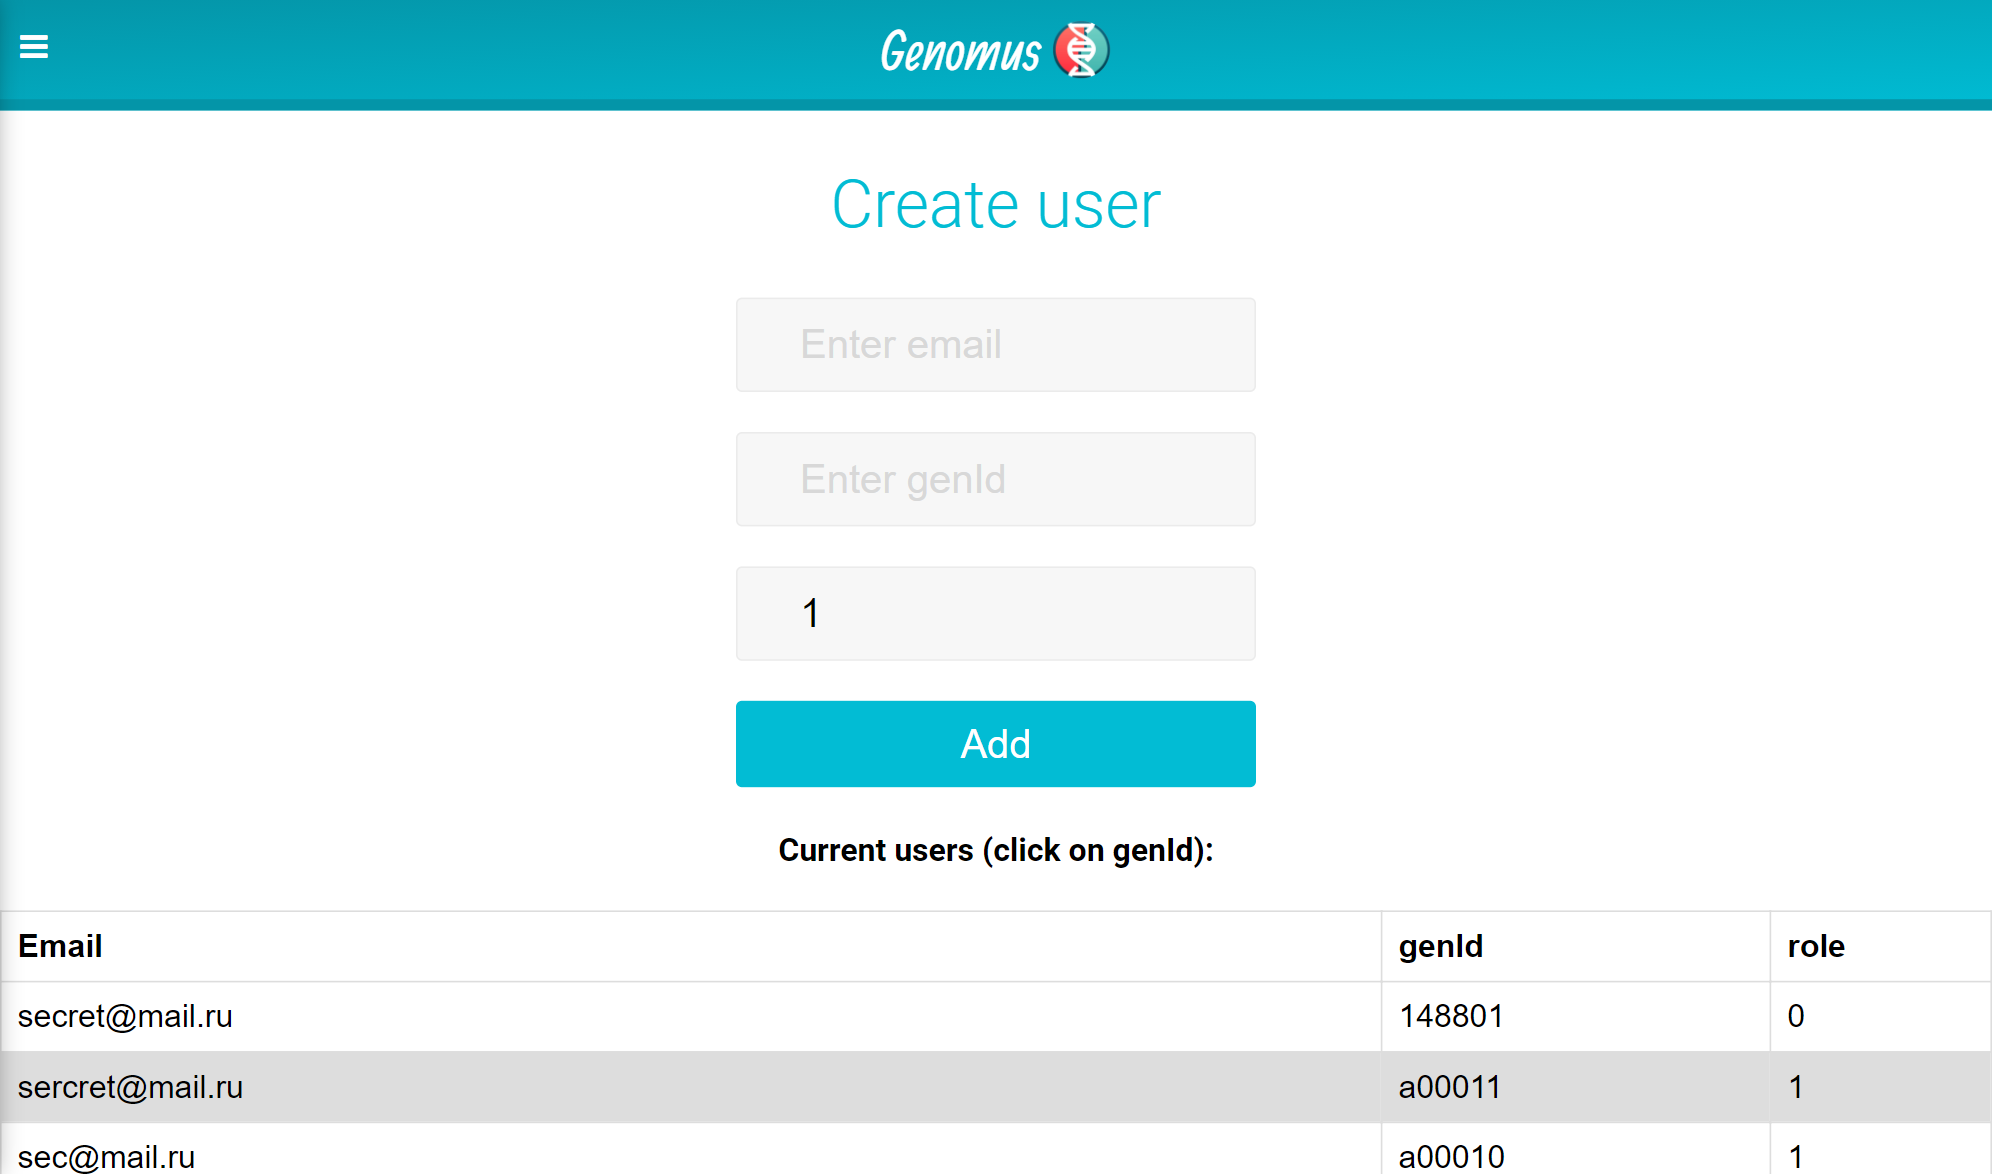 Genomus
Create user
Enter email
Enter genId
1
Add
Current users (click on genId):
Email genId role
secret@mail.ru 148801 0
sercret@mail.ru a00011 1
sec@mail.ru a00010 1